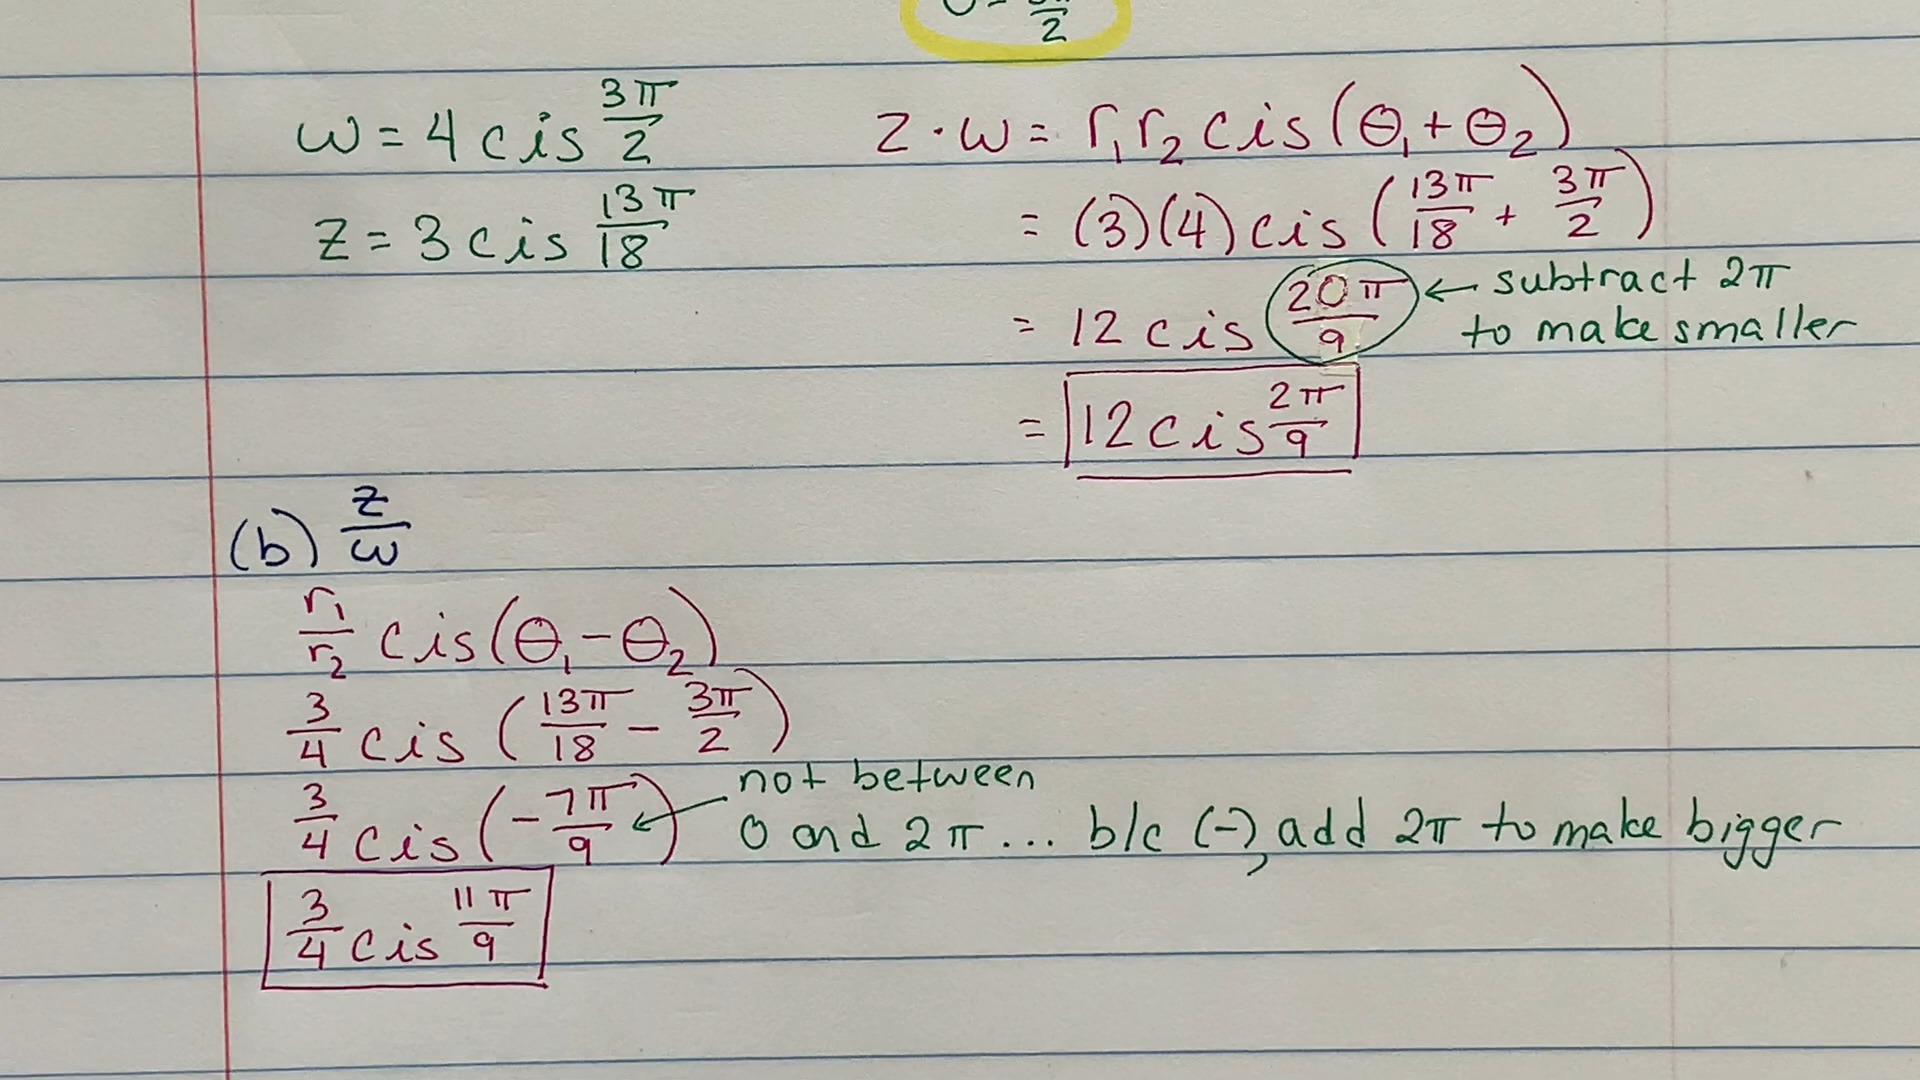 w = 4 cis 3π/2
z = 3 cis 13π/18
z · w = r₁r₂ cis(θ₁ + θ₂)
= (3)(4) cis (13π/18 + 3π/2)
= 12 cis 20π/9 ← subtract 2π
to make smaller
= 12 cis 2π/9
(b) z/w
r₁/r₂ cis(θ₁ - θ₂)
3/4 cis (13π/18 - 3π/2)
3/4 cis (-7π/9) ← not between
0 and 2π ... b/c (-), add 2π to make bigger
3/4 cis 11π/9